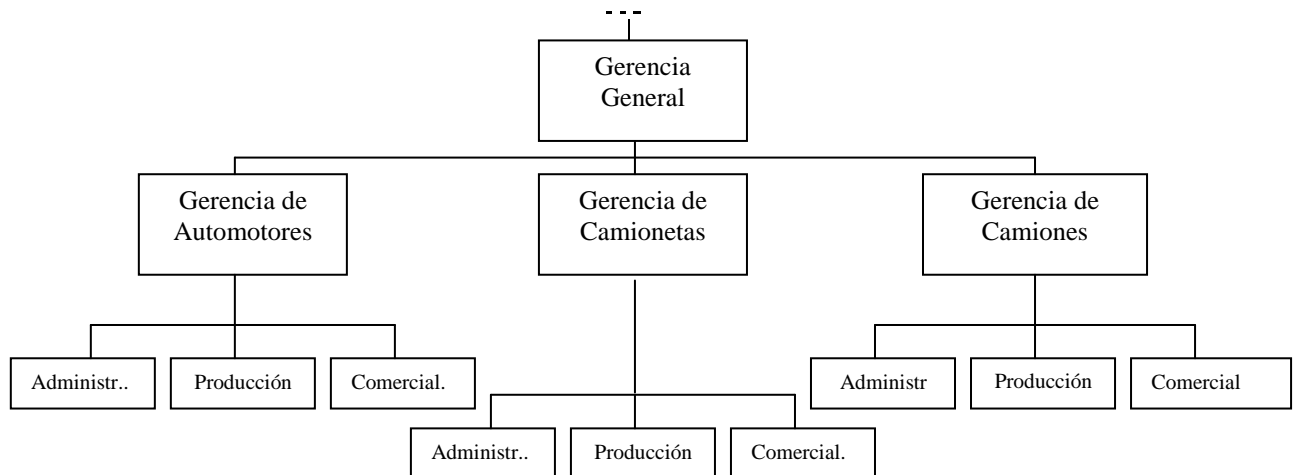 Gerencia
General
Gerencia de
Automotores
Gerencia de
Camionetas
Gerencia de
Camiones
Administr..
Producción
Comercial.
Administr
Producción
Comercial
Administr..
Producción
Comercial.